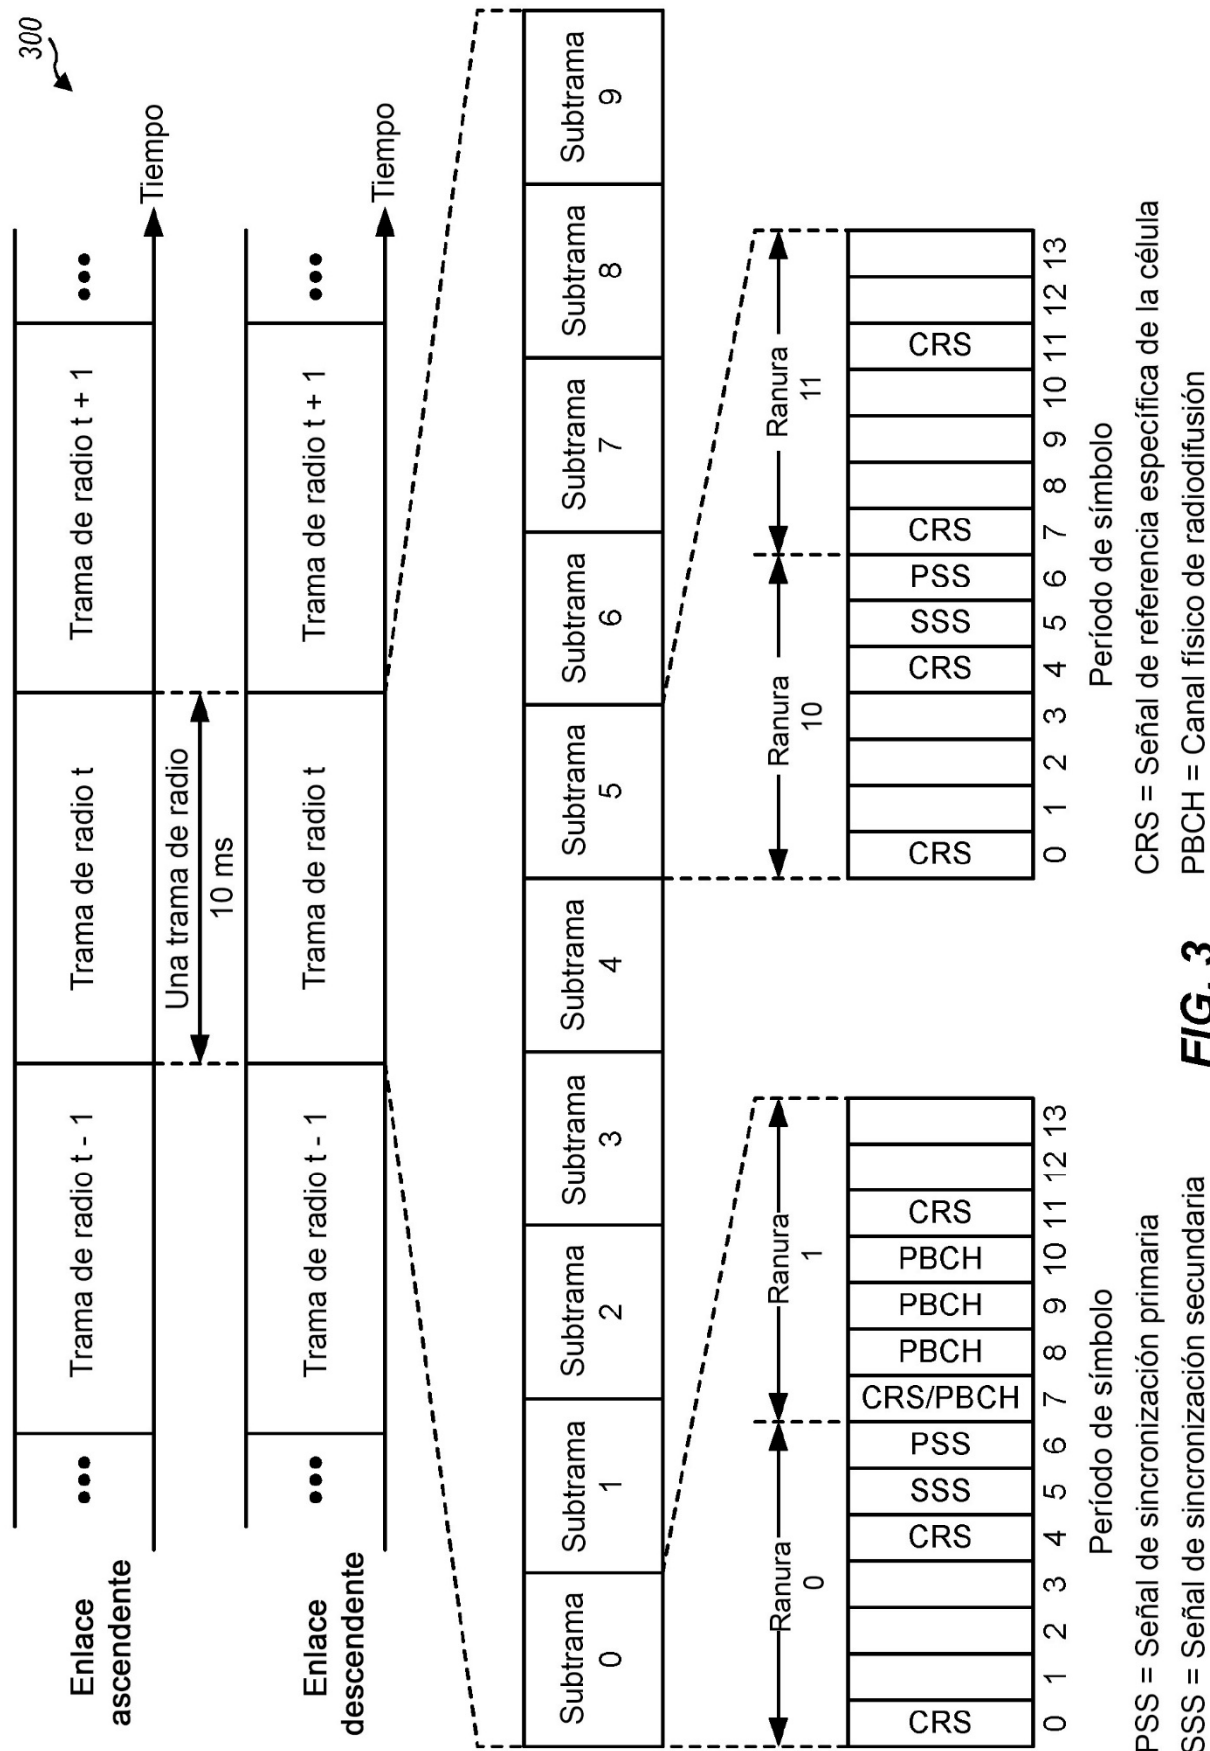 300
Enlace
ascendente
•••
Trama de radio t - 1
Trama de radio t
Trama de radio t + 1
•••
Tiempo
Una trama de radio
10 ms
Enlace
descendente
•••
Trama de radio t - 1
Trama de radio t
Trama de radio t + 1
•••
Tiempo
Subtrama
0
Subtrama
1
Subtrama
2
Subtrama
3
Subtrama
4
Subtrama
5
Subtrama
6
Subtrama
7
Subtrama
8
Subtrama
9
Ranura
0
Ranura
1
CRS
CRS
SSS
PSS
CRS/PBCH
PBCH
PBCH
PBCH
CRS
0 1 2 3 4 5 6 7 8 9 10 11 12 13
Período de símbolo
Ranura
10
Ranura
11
CRS
CRS
SSS
PSS
CRS
CRS
0 1 2 3 4 5 6 7 8 9 10 11 12 13
Período de símbolo
PSS = Señal de sincronización primaria
SSS = Señal de sincronización secundaria
CRS = Señal de referencia específica de la célula
PBCH = Canal físico de radiodifusión
FIG. 3